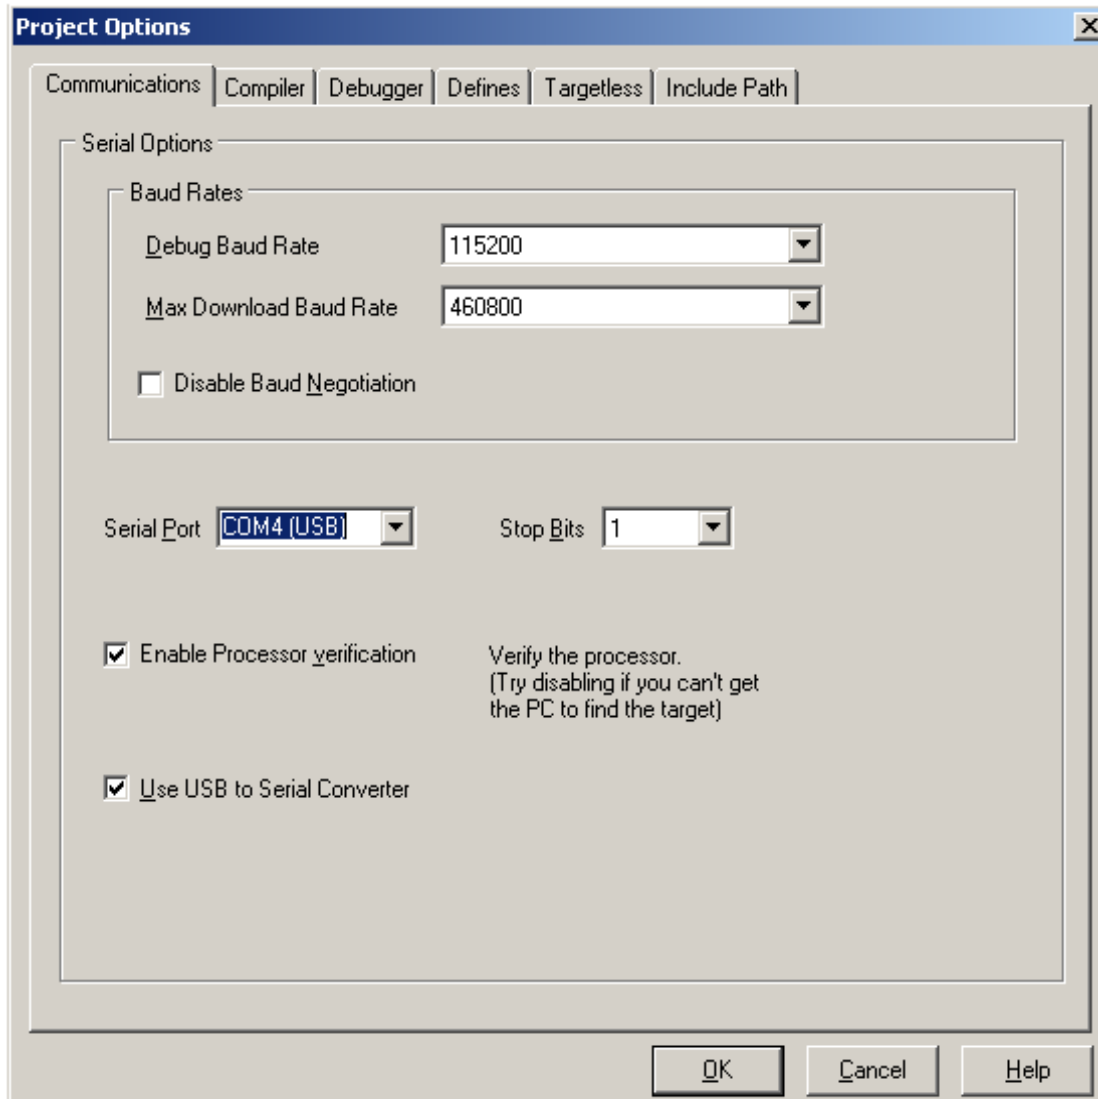 Project Options
Communications Compiler Debugger Defines Targetless Include Path
Serial Options
Baud Rates
Debug Baud Rate 115200
Max Download Baud Rate 460800
Disable Baud Negotiation
Serial Port COM4 (USB) Stop Bits 1
Enable Processor verification
Verify the processor.
(Try disabling if you can't get
the PC to find the target)
Use USB to Serial Converter
OK Cancel Help